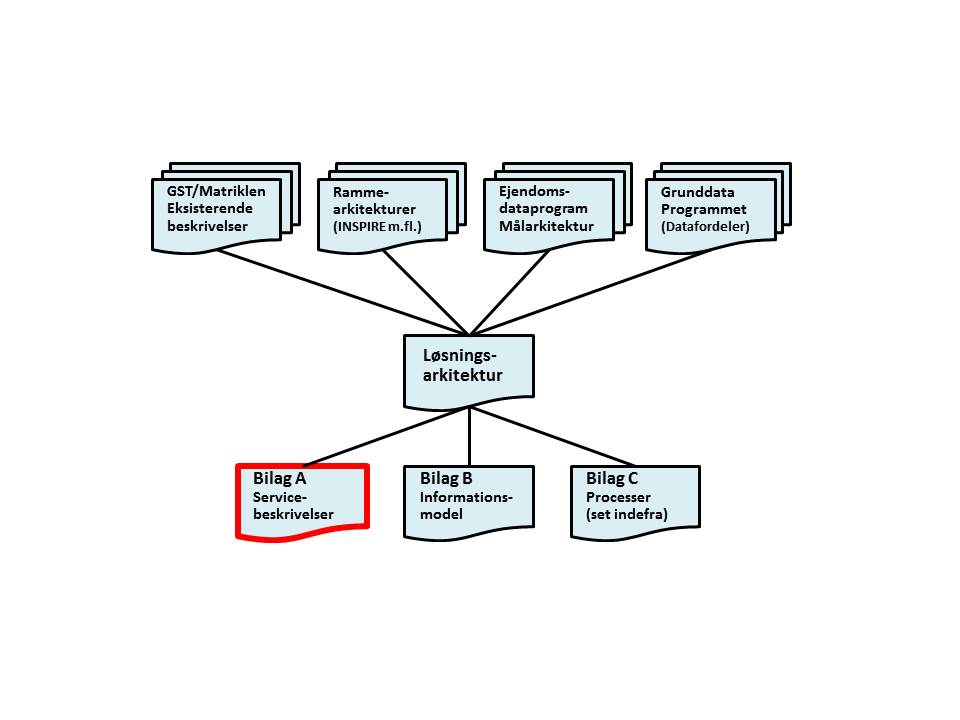 GST/Matriklen
Eksisterende
beskrivelser
Ramme-
arkitekturer
(INSPIRE m.fl.)
Ejendoms-
dataprogram
Målarkitektur
Grunddata
Programmet
(Datafordeler)
Løsnings-
arkitektur
Bilag A
Service-
beskrivelser
Bilag B
Informations-
model
Bilag C
Processer
(set indefra)